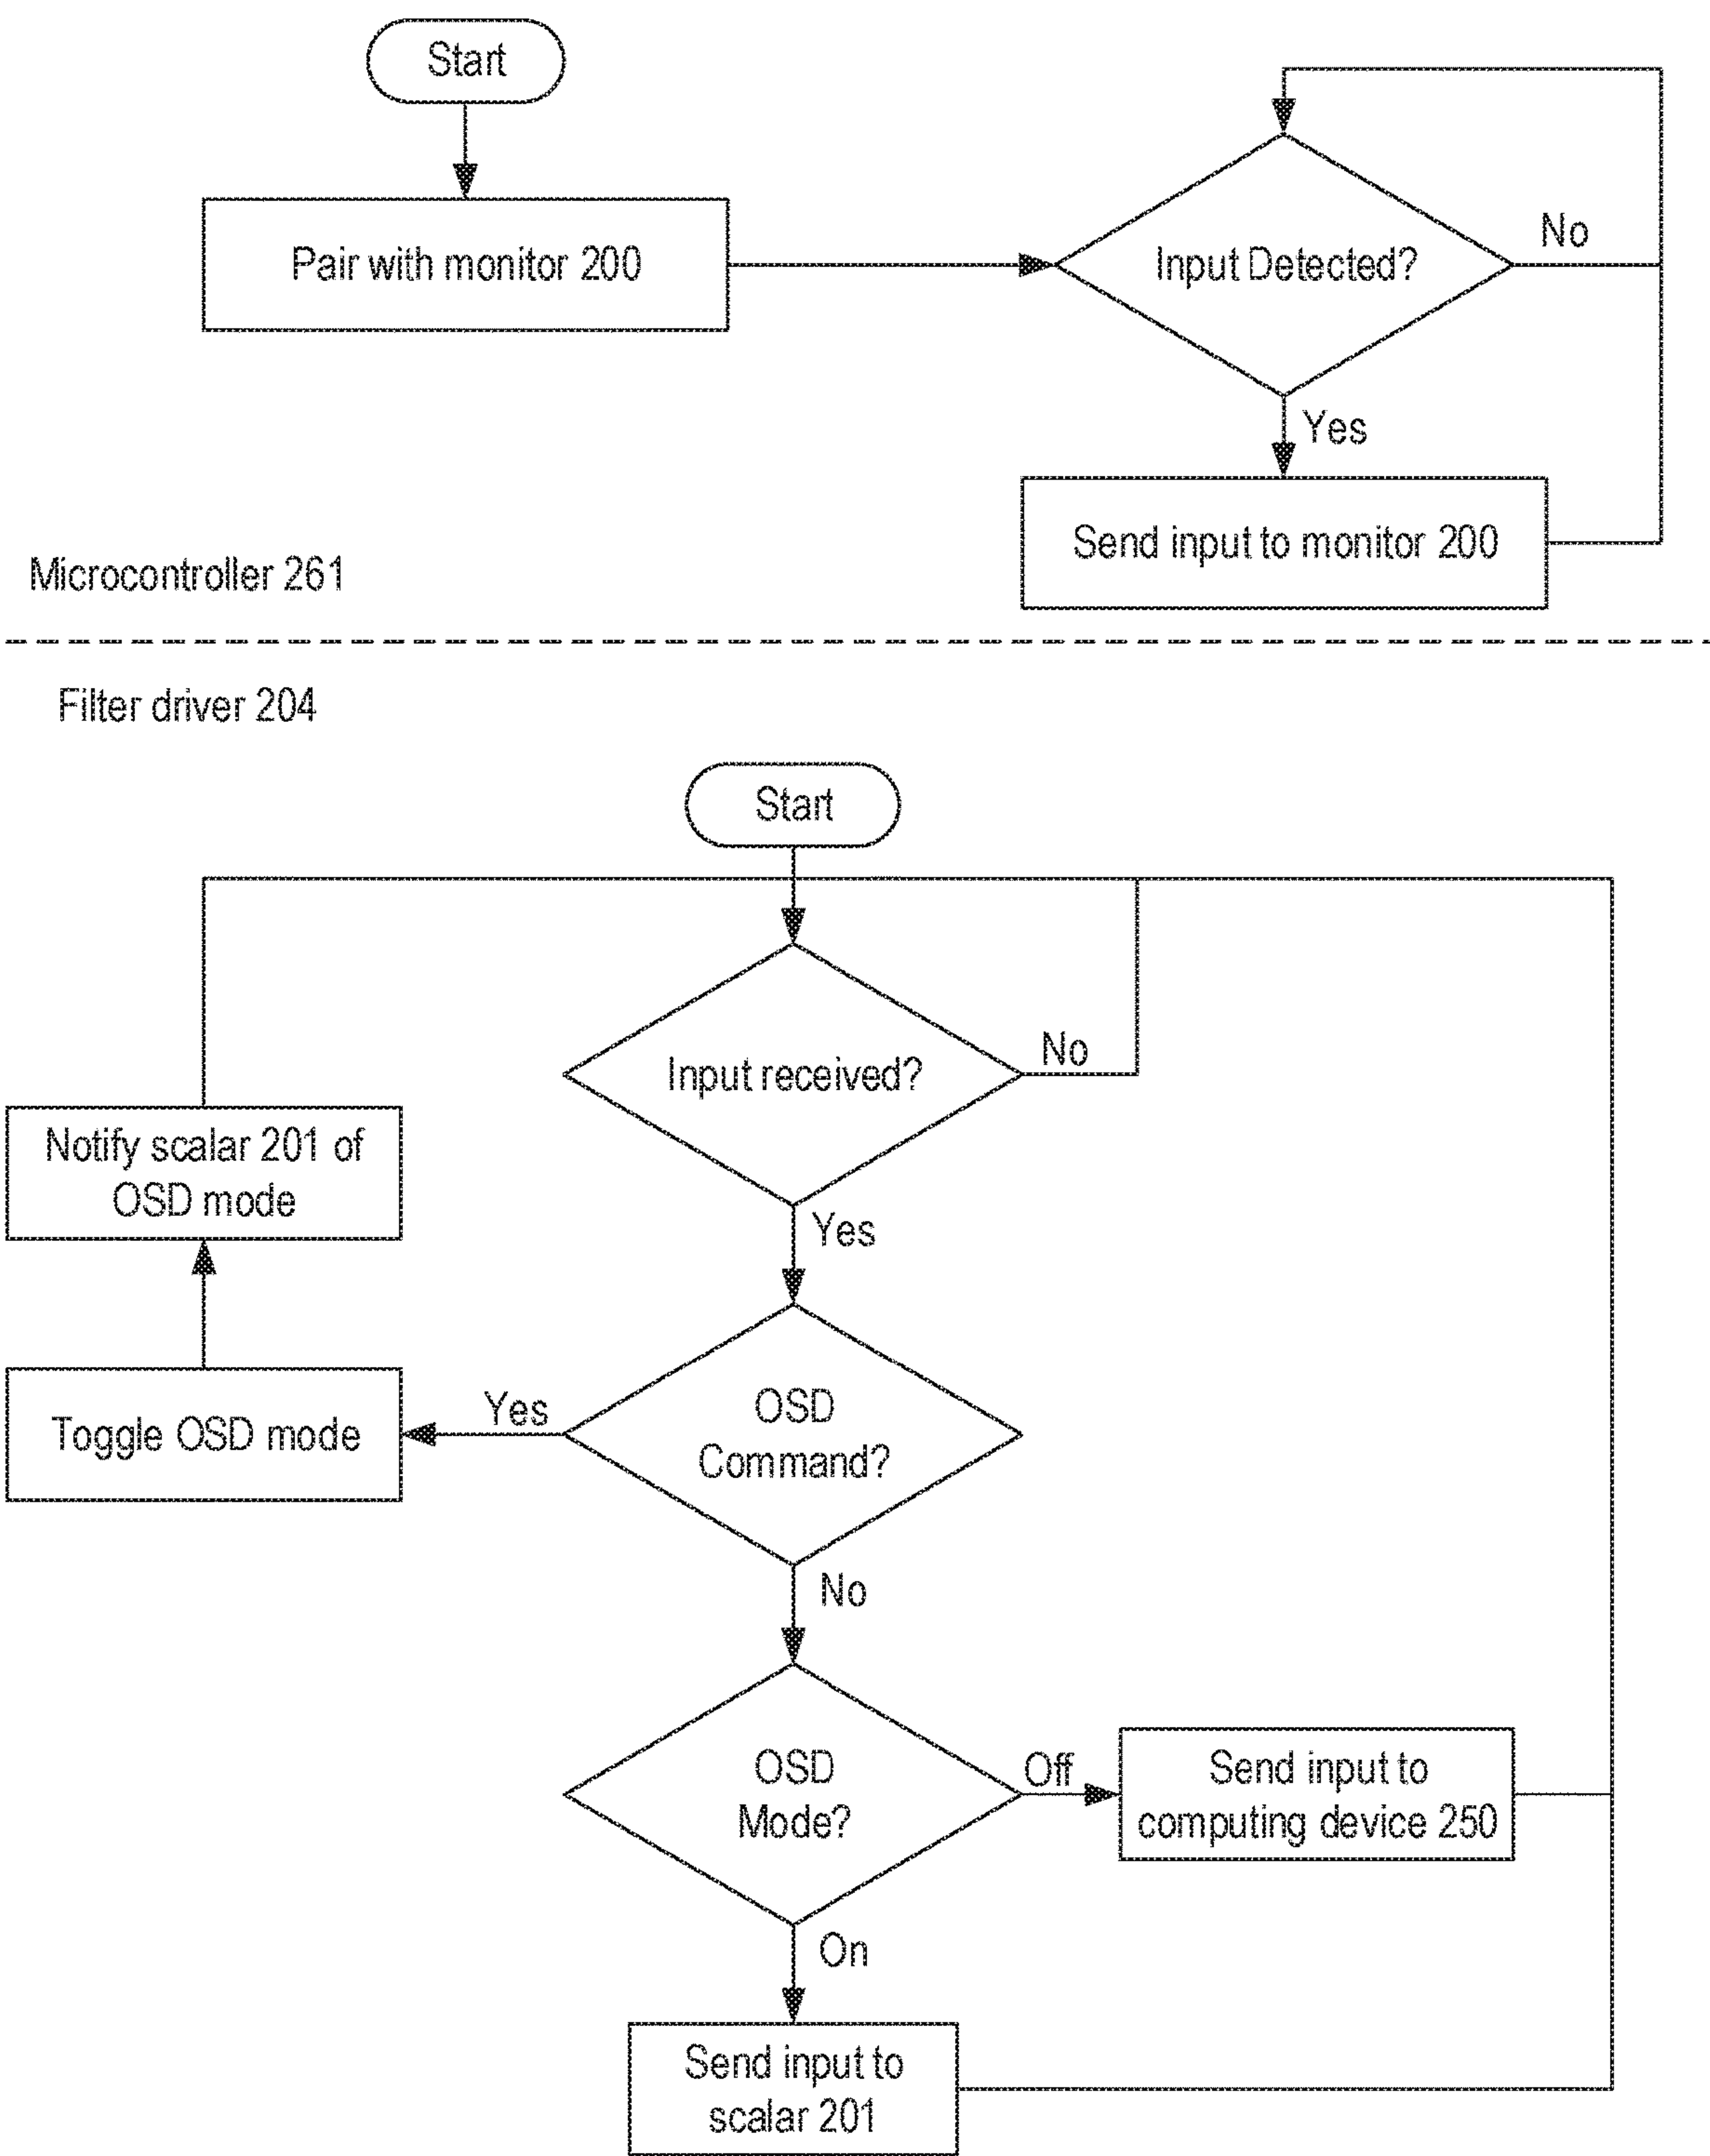 Start
Pair with monitor 200
Input Detected?
No
Yes
Send input to monitor 200
Microcontroller 261
Filter driver 204
Start
Input received?
No
Yes
Notify scalar 201 of
OSD mode
Toggle OSD mode
Yes
OSD
Command?
No
OSD
Mode?
Off
Send input to
computing device 250
On
Send input to
scalar 201